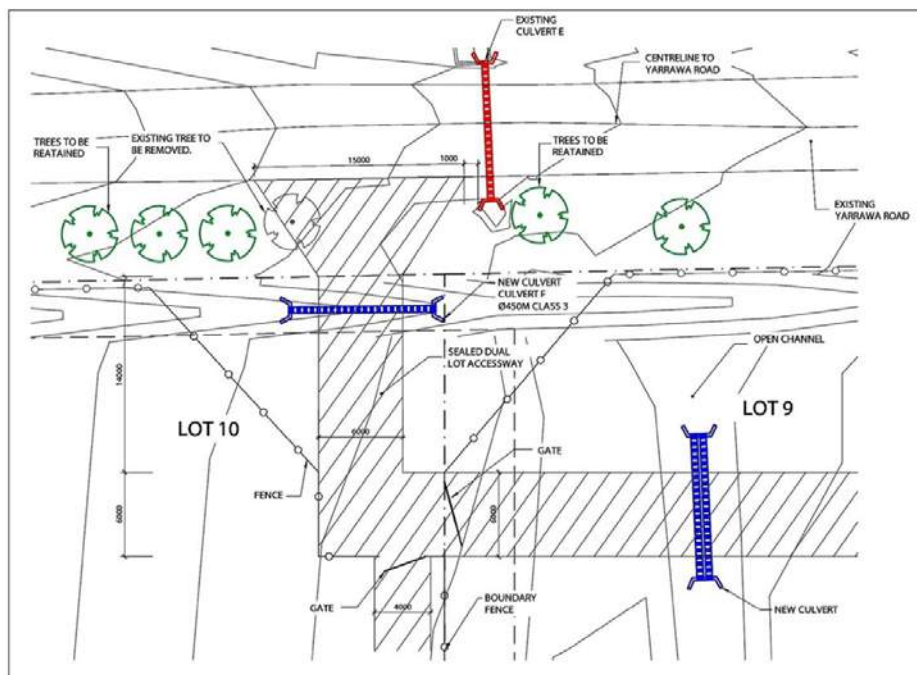 EXISTING
CULVERT E
CENTRELINE TO
YARRAWA ROAD
TREES TO BE
REATAINED
EXISTING TREE TO
BE REMOVED.
15000
1000
TREES TO BE
REATAINED
EXISTING
YARRAWA ROAD
NEW CULVERT
CULVERT F
Ø450M CLASS 3
OPEN CHANNEL
SEALED DUAL
LOT ACCESSWAY
14000
LOT 10
LOT 9
6000
GATE
FENCE
6000
6000
GATE
4000
BOUNDARY
FENCE
NEW CULVERT